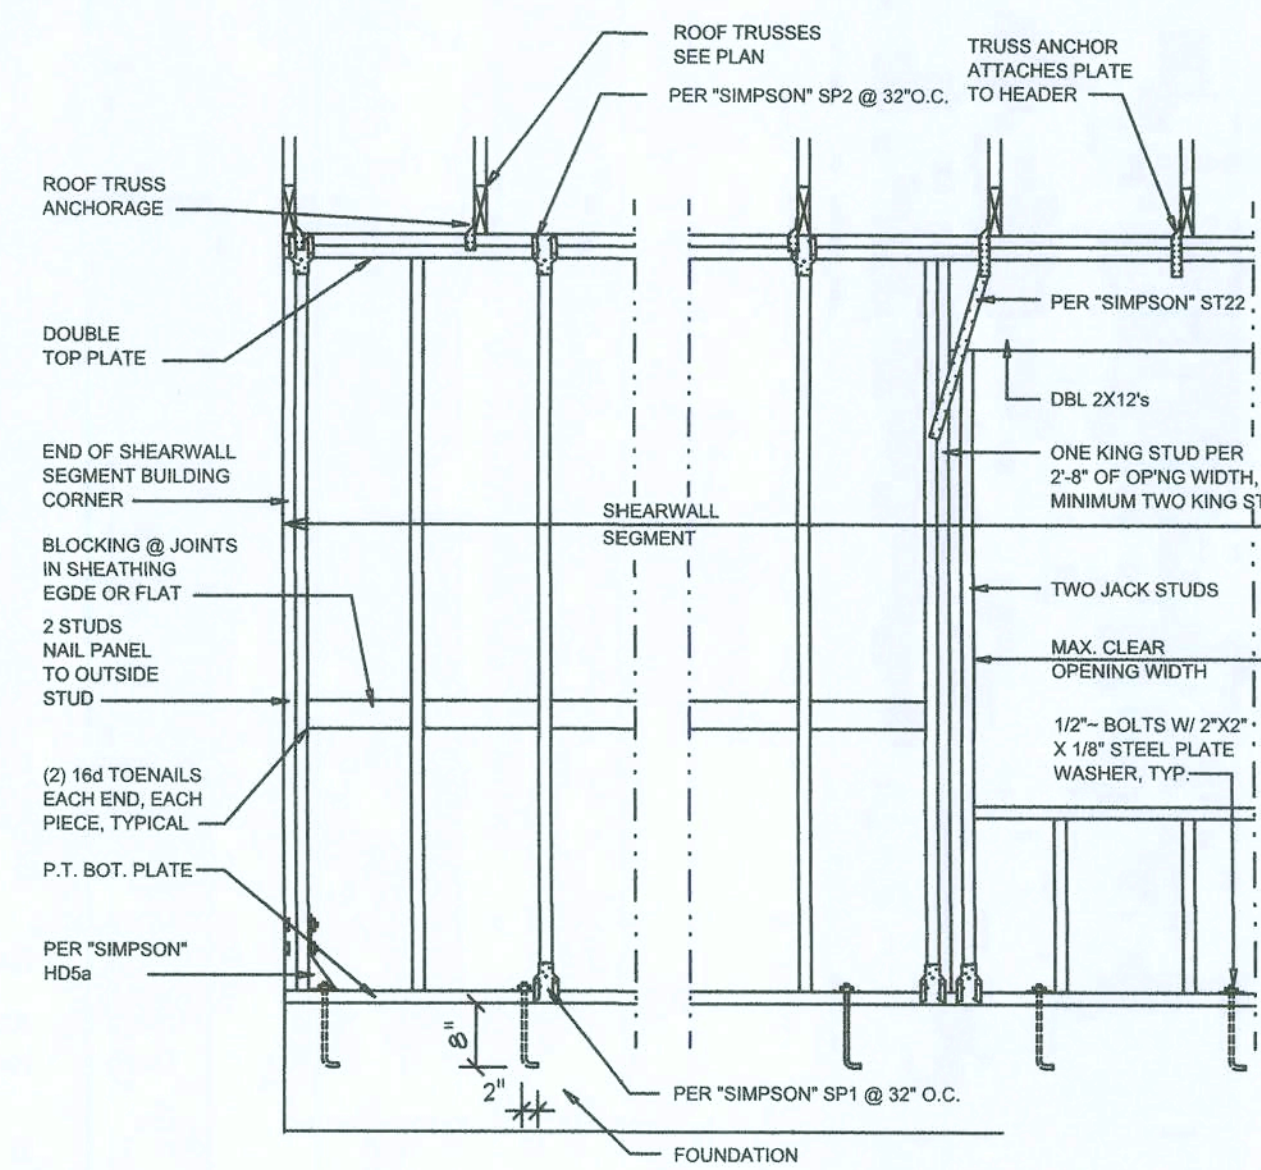 ROOF TRUSSES
SEE PLAN
PER "SIMPSON" SP2 @ 32"O.C.
TRUSS ANCHOR
ATTACHES PLATE
TO HEADER
ROOF TRUSS
ANCHORAGE
DOUBLE
TOP PLATE
PER "SIMPSON" ST22
DBL 2X12's
END OF SHEARWALL
SEGMENT BUILDING
CORNER
ONE KING STUD PER
2'-8" OF OP'NG WIDTH,
MINIMUM TWO KING ST
SHEARWALL
SEGMENT
BLOCKING @ JOINTS
IN SHEATHING
EGDE OR FLAT
2 STUDS
NAIL PANEL
TO OUTSIDE
STUD
TWO JACK STUDS
MAX. CLEAR
OPENING WIDTH
1/2"~ BOLTS W/ 2"X2"
X 1/8" STEEL PLATE
WASHER, TYP.
(2) 16d TOENAILS
EACH END, EACH
PIECE, TYPICAL
P.T. BOT. PLATE
PER "SIMPSON"
HD5a
8"
2"
PER "SIMPSON" SP1 @ 32" O.C.
FOUNDATION